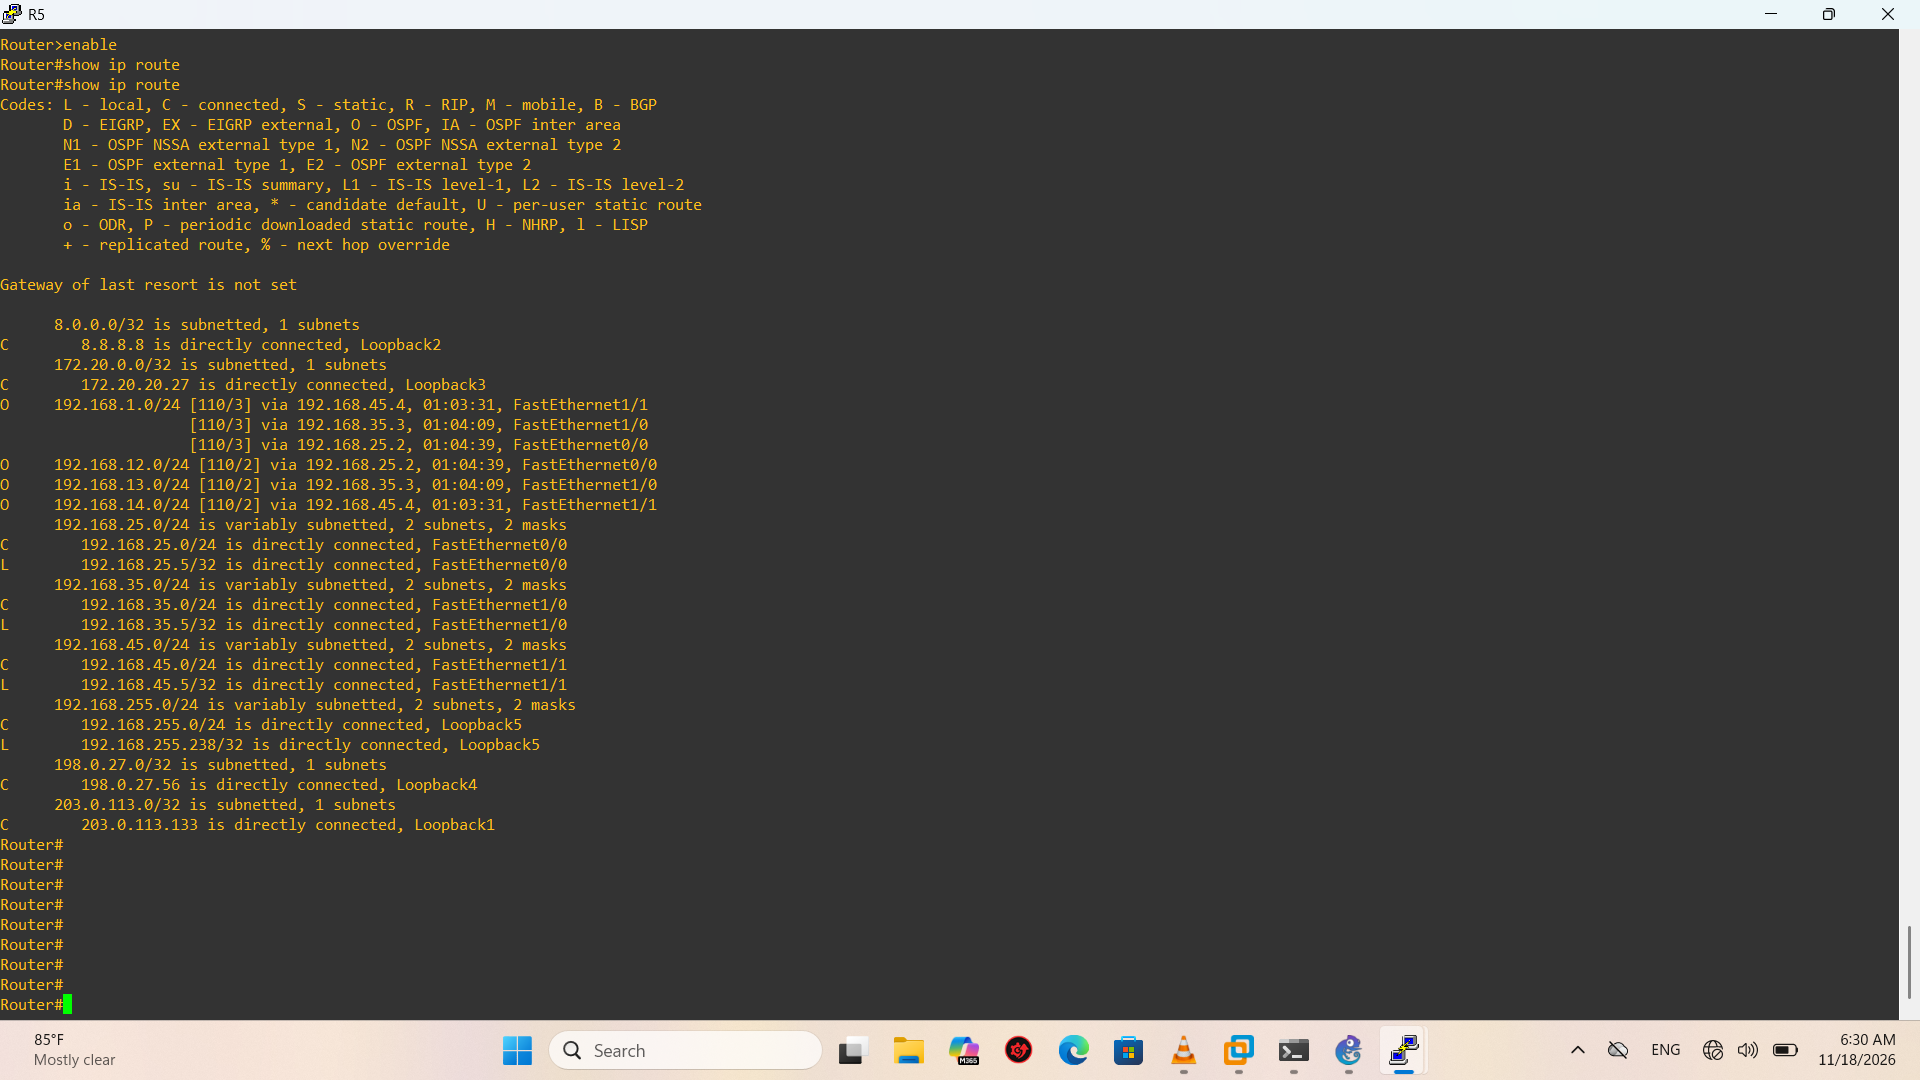 R5
Router>enable
Router#show ip route
Router#show ip route
Codes: L - local, C - connected, S - static, R - RIP, M - mobile, B - BGP
       D - EIGRP, EX - EIGRP external, O - OSPF, IA - OSPF inter area
       N1 - OSPF NSSA external type 1, N2 - OSPF NSSA external type 2
       E1 - OSPF external type 1, E2 - OSPF external type 2
       i - IS-IS, su - IS-IS summary, L1 - IS-IS level-1, L2 - IS-IS level-2
       ia - IS-IS inter area, * - candidate default, U - per-user static route
       o - ODR, P - periodic downloaded static route, H - NHRP, l - LISP
       + - replicated route, % - next hop override
Gateway of last resort is not set
      8.0.0.0/32 is subnetted, 1 subnets
C        8.8.8.8 is directly connected, Loopback2
      172.20.0.0/32 is subnetted, 1 subnets
C        172.20.20.27 is directly connected, Loopback3
O     192.168.1.0/24 [110/3] via 192.168.45.4, 01:03:31, FastEthernet1/1
                     [110/3] via 192.168.35.3, 01:04:09, FastEthernet1/0
                     [110/3] via 192.168.25.2, 01:04:39, FastEthernet0/0
O     192.168.12.0/24 [110/2] via 192.168.25.2, 01:04:39, FastEthernet0/0
O     192.168.13.0/24 [110/2] via 192.168.35.3, 01:04:09, FastEthernet1/0
O     192.168.14.0/24 [110/2] via 192.168.45.4, 01:03:31, FastEthernet1/1
      192.168.25.0/24 is variably subnetted, 2 subnets, 2 masks
C        192.168.25.0/24 is directly connected, FastEthernet0/0
L        192.168.25.5/32 is directly connected, FastEthernet0/0
      192.168.35.0/24 is variably subnetted, 2 subnets, 2 masks
C        192.168.35.0/24 is directly connected, FastEthernet1/0
L        192.168.35.5/32 is directly connected, FastEthernet1/0
      192.168.45.0/24 is variably subnetted, 2 subnets, 2 masks
C        192.168.45.0/24 is directly connected, FastEthernet1/1
L        192.168.45.5/32 is directly connected, FastEthernet1/1
      192.168.255.0/24 is variably subnetted, 2 subnets, 2 masks
C        192.168.255.0/24 is directly connected, Loopback5
L        192.168.255.238/32 is directly connected, Loopback5
      198.0.27.0/32 is subnetted, 1 subnets
C        198.0.27.56 is directly connected, Loopback4
      203.0.113.0/32 is subnetted, 1 subnets
C        203.0.113.133 is directly connected, Loopback1
Router#
Router#
Router#
Router#
Router#
Router#
Router#
Router#
Router#
85°F
Mostly clear
Search
M365
ENG
6:30 AM
11/18/2026